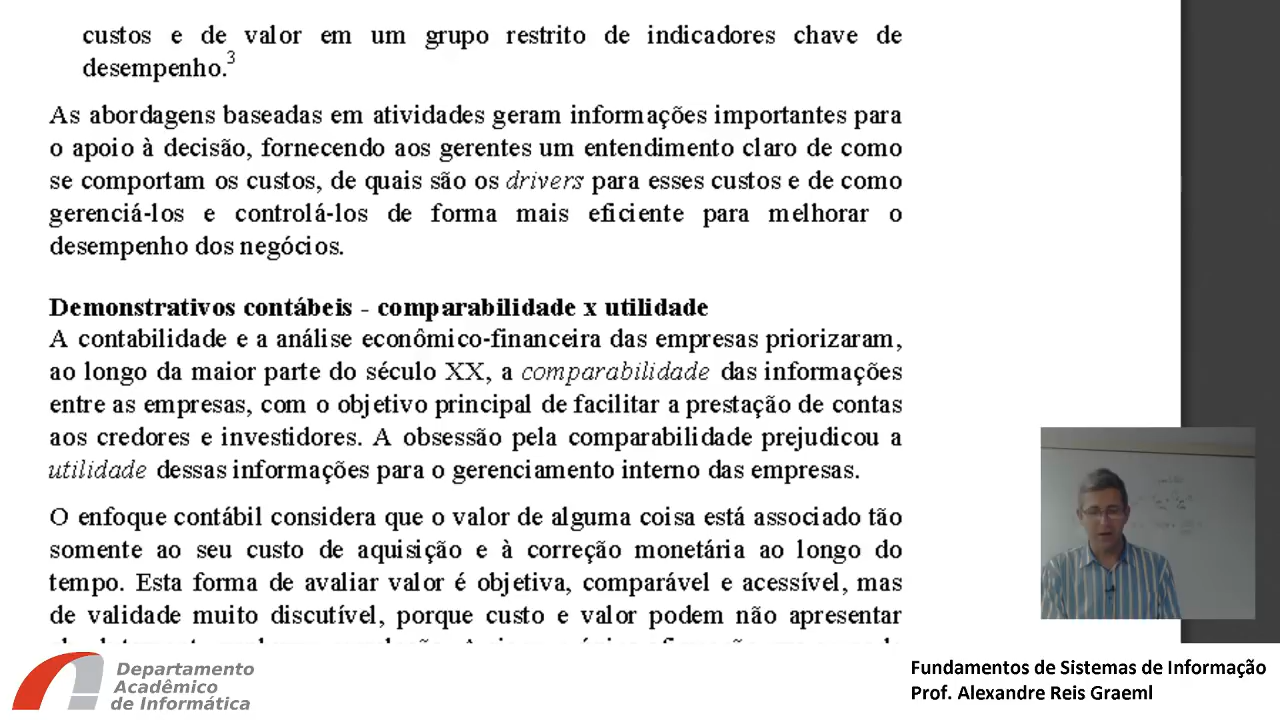 custos e de valor em um grupo restrito de indicadores chave de
desempenho.3
As abordagens baseadas em atividades geram informações importantes para
o apoio à decisão, fornecendo aos gerentes um entendimento claro de como
se comportam os custos, de quais são os drivers para esses custos e de como
gerenciá-los e controlá-los de forma mais eficiente para melhorar o
desempenho dos negócios.
Demonstrativos contábeis - comparabilidade x utilidade
A contabilidade e a análise econômico-financeira das empresas priorizaram,
ao longo da maior parte do século XX, a comparabilidade das informações
entre as empresas, com o objetivo principal de facilitar a prestação de contas
aos credores e investidores. A obsessão pela comparabilidade prejudicou a
utilidade dessas informações para o gerenciamento interno das empresas.
O enfoque contábil considera que o valor de alguma coisa está associado tão
somente ao seu custo de aquisição e à correção monetária ao longo do
tempo. Esta forma de avaliar valor é objetiva, comparável e acessível, mas
de validade muito discutível, porque custo e valor podem não apresentar
Departamento
Acadêmico
de Informática
Fundamentos de Sistemas de Informação
Prof. Alexandre Reis Graeml